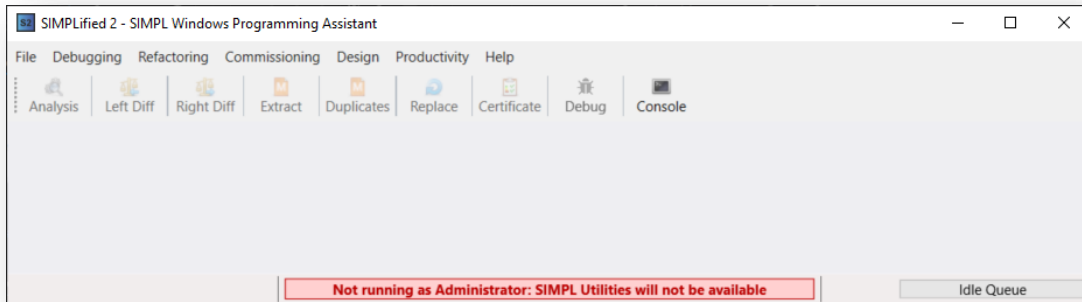 S2 SIMPLified 2 - SIMPL Windows Programming Assistant
File Debugging Refactoring Commissioning Design Productivity Help
Analysis Left Diff Right Diff Extract Duplicates Replace Certificate Debug Console
Not running as Administrator: SIMPL Utilities will not be available Idle Queue